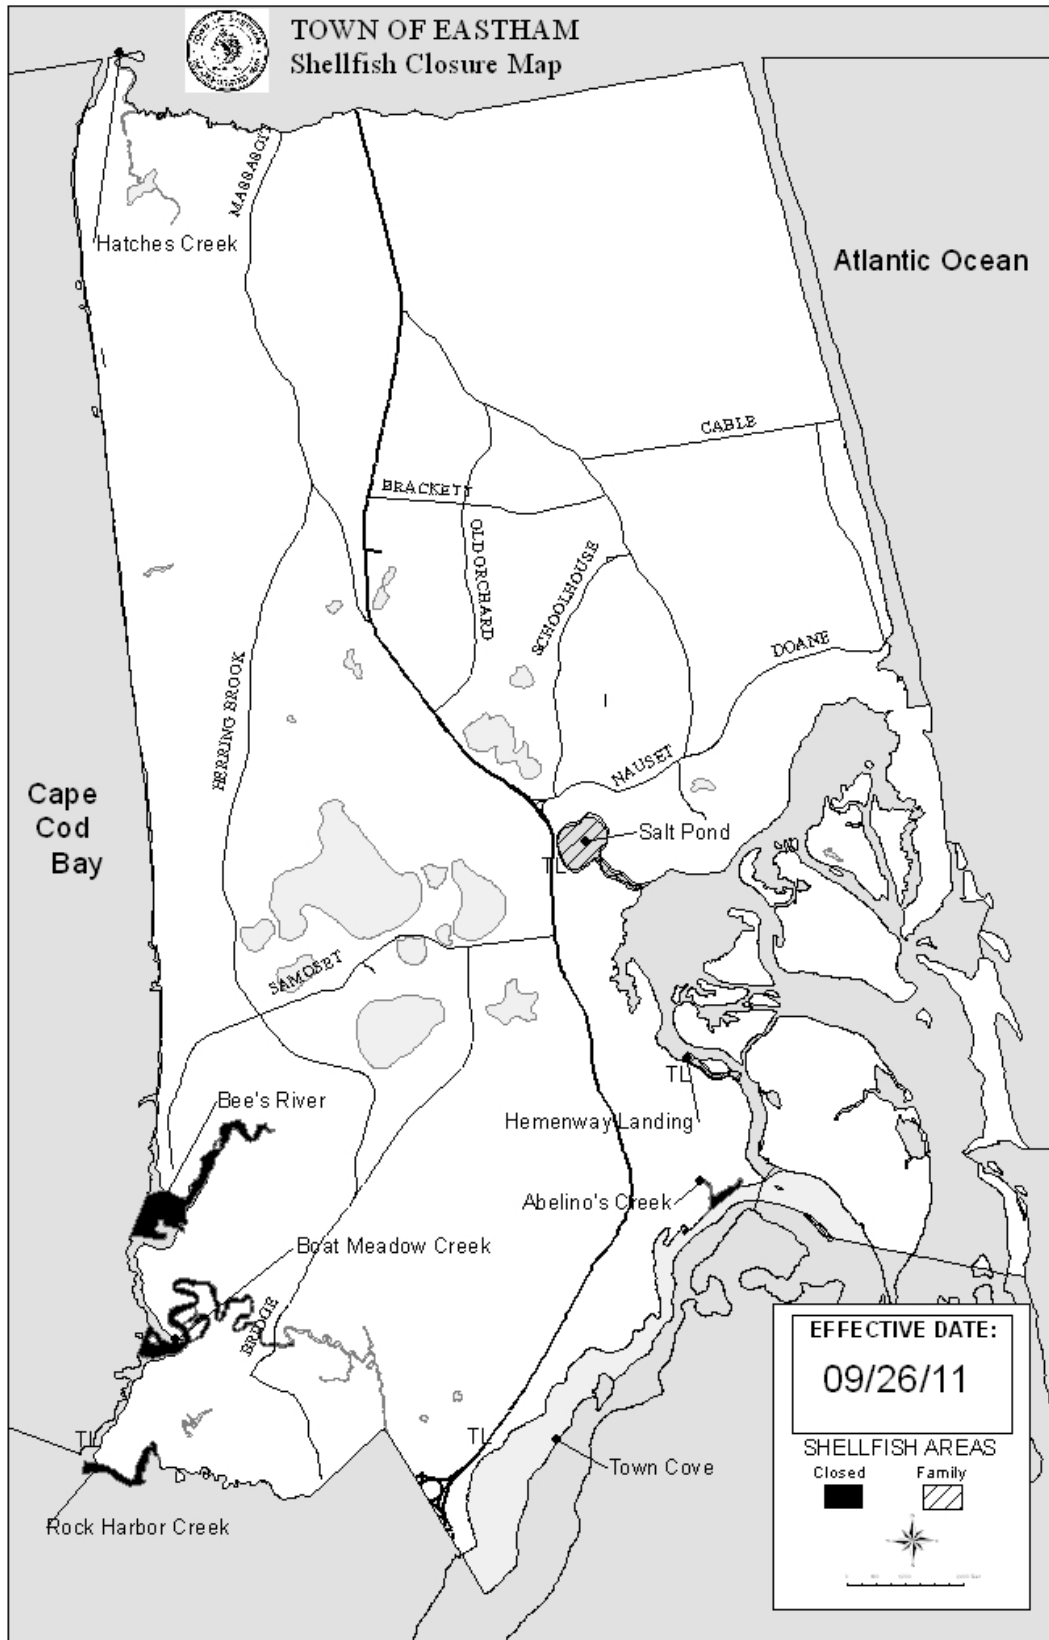 TOWN OF EASTHAM
Shellfish Closure Map
MASSASOIT
Hatches Creek
Atlantic Ocean
CABLE
BRACKETT
OLD ORCHARD
SCHOOLHOUSE
DOANE
HERRING BROOK
NAUSET
Cape
Cod
Bay
Salt Pond
TL
SAMOSET
TL
Bee's River
Hemenway Landing
Abelino's Creek
Boat Meadow Creek
BRIDGE
EFFECTIVE DATE:
09/26/11
TL
TL
SHELLFISH AREAS
Closed Family
Town Cove
Rock Harbor Creek